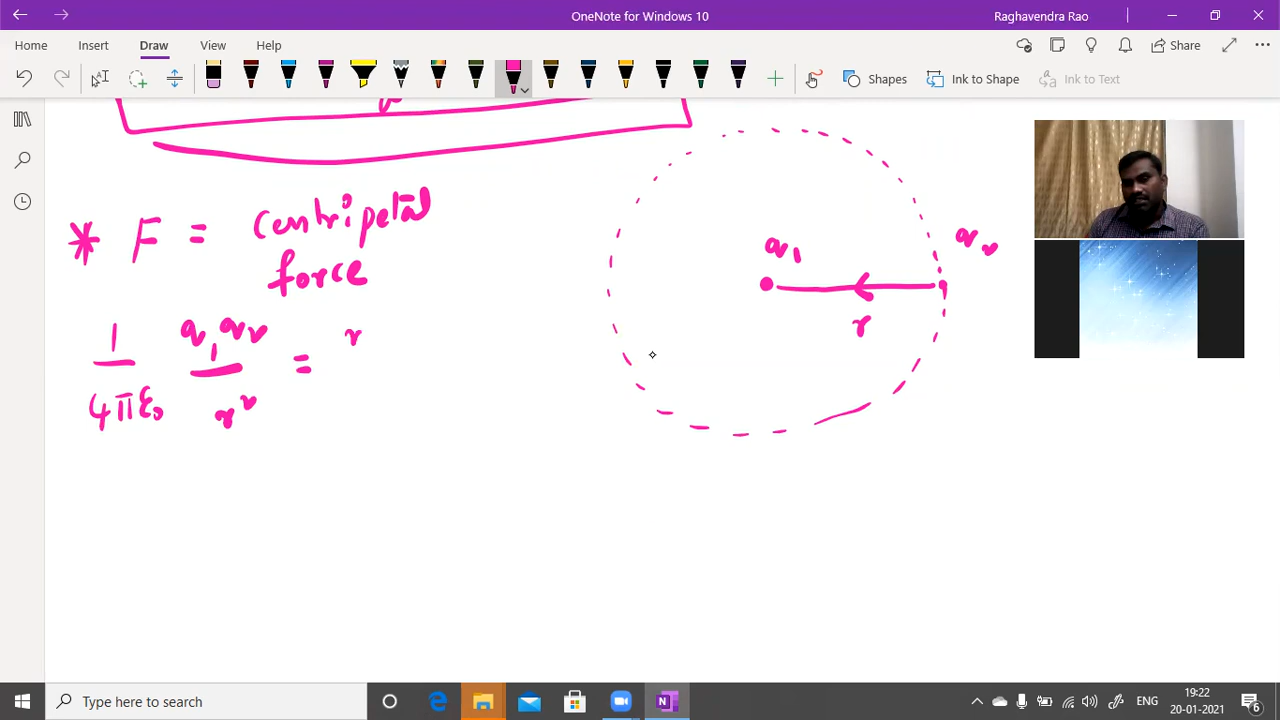 OneNote for Windows 10
Raghavendra Rao
Home Insert Draw View Help
Share
Shapes
Ink to Shape
Ink to Text
* F = centripetal
force
1/4πε₀ q₁q₂/r² = r
q₁
q₂
r
Type here to search
ENG
19:22
20-01-2021
6